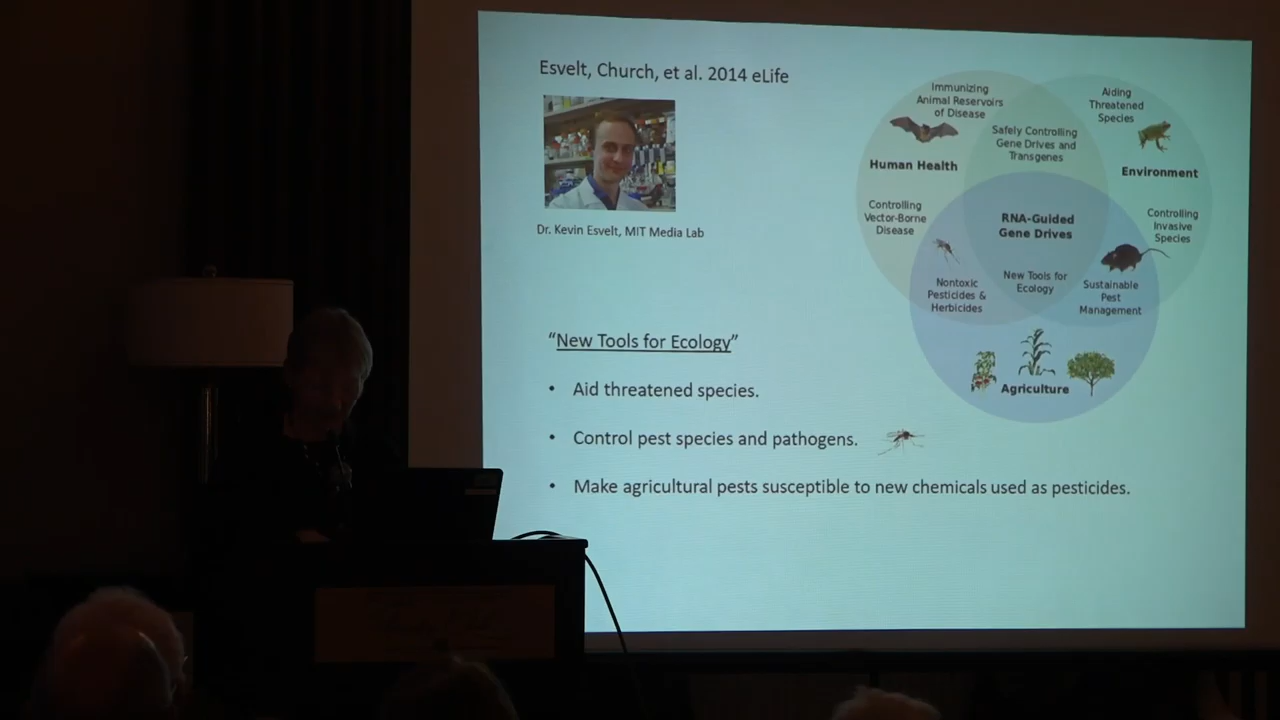 Esvelt, Church, et al. 2014 eLife
Dr. Kevin Esvelt, MIT Media Lab
Immunizing
Animal Reservoirs
of Disease
Human Health
Controlling
Vector-Borne
Disease
Safely Controlling
Gene Drives and
Transgenes
Aiding
Threatened
Species
Environment
Controlling
Invasive
Species
RNA-Guided
Gene Drives
New Tools for
Ecology
Nontoxic
Pesticides &
Herbicides
Sustainable
Pest
Management
Agriculture
“New Tools for Ecology”
• Aid threatened species.
• Control pest species and pathogens.
• Make agricultural pests susceptible to new chemicals used as pesticides.